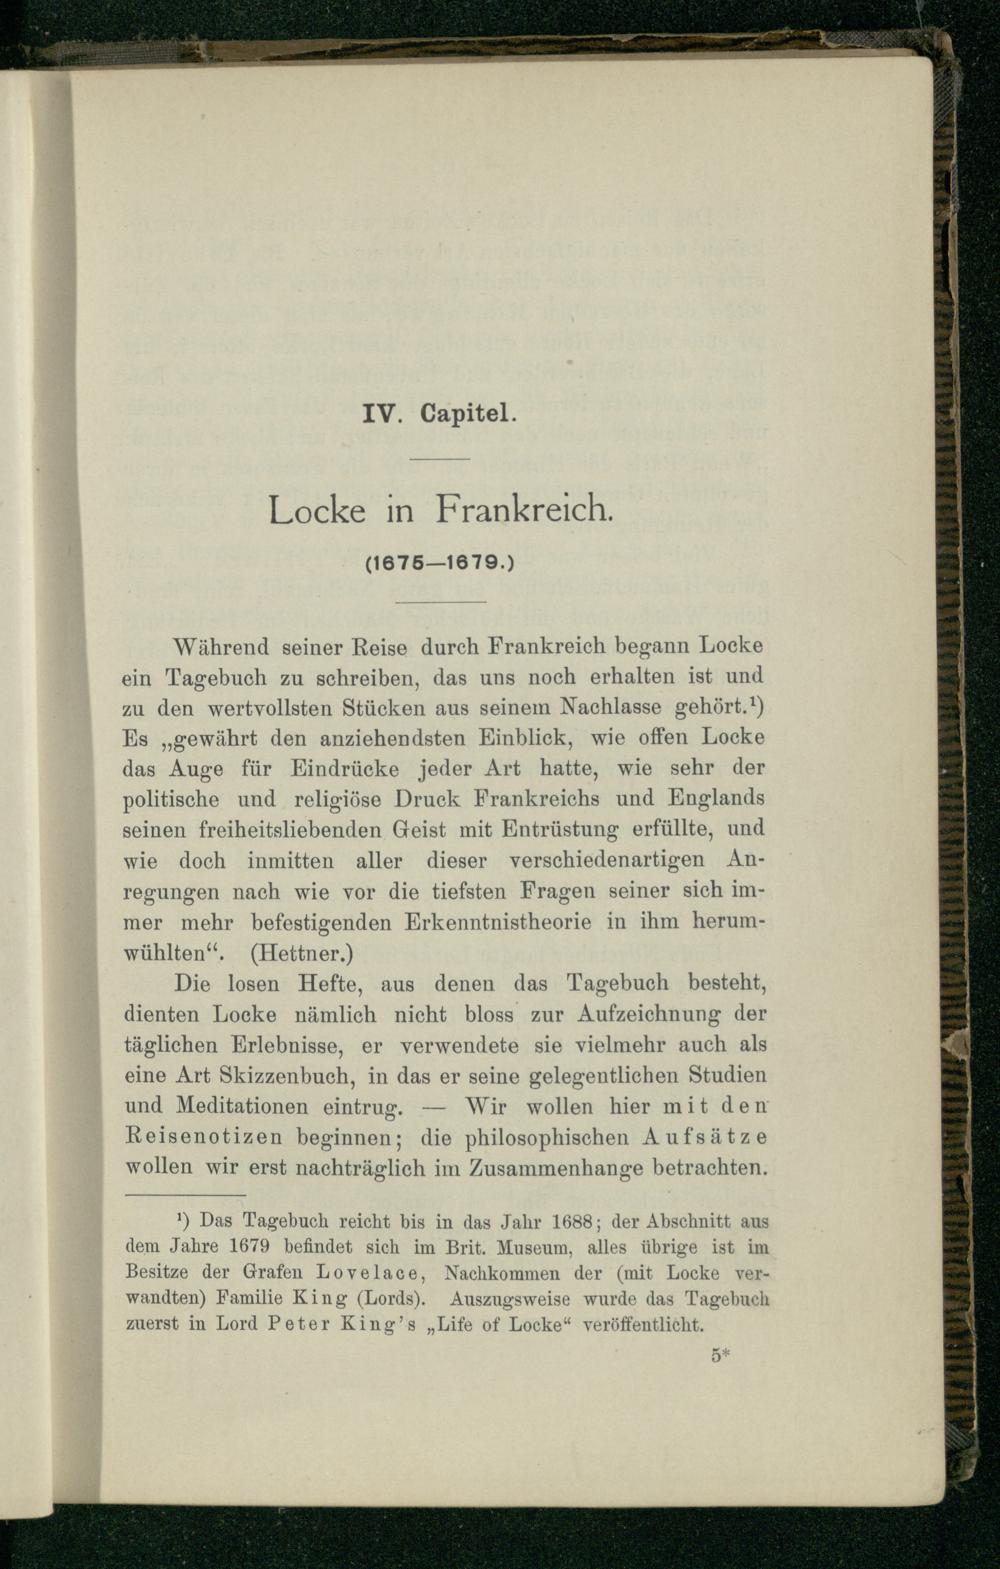 IV. Capitel.
Locke in Frankreich.
(1675—1679.)
Während seiner Reise durch Frankreich begann Locke
ein Tagebuch zu schreiben, das uns noch erhalten ist und
zu den wertvollsten Stücken aus seinem Nachlasse gehört.¹)
Es „gewährt den anziehendsten Einblick, wie offen Locke
das Auge für Eindrücke jeder Art hatte, wie sehr der
politische und religiöse Druck Frankreichs und Englands
seinen freiheitsliebenden Geist mit Entrüstung erfüllte, und
wie doch inmitten aller dieser verschiedenartigen An-
regungen nach wie vor die tiefsten Fragen seiner sich im-
mer mehr befestigenden Erkenntnistheorie in ihm herum-
wühlten“. (Hettner.)
Die losen Hefte, aus denen das Tagebuch besteht,
dienten Locke nämlich nicht bloss zur Aufzeichnung der
täglichen Erlebnisse, er verwendete sie vielmehr auch als
eine Art Skizzenbuch, in das er seine gelegentlichen Studien
und Meditationen eintrug. — Wir wollen hier mit den
Reisenotizen beginnen; die philosophischen Aufsätze
wollen wir erst nachträglich im Zusammenhange betrachten.
¹) Das Tagebuch reicht bis in das Jahr 1688; der Abschnitt aus
dem Jahre 1679 befindet sich im Brit. Museum, alles übrige ist im
Besitze der Grafen Lovelace, Nachkommen der (mit Locke ver-
wandten) Familie King (Lords). Auszugsweise wurde das Tagebuch
zuerst in Lord Peter King's „Life of Locke“ veröffentlicht.
5*